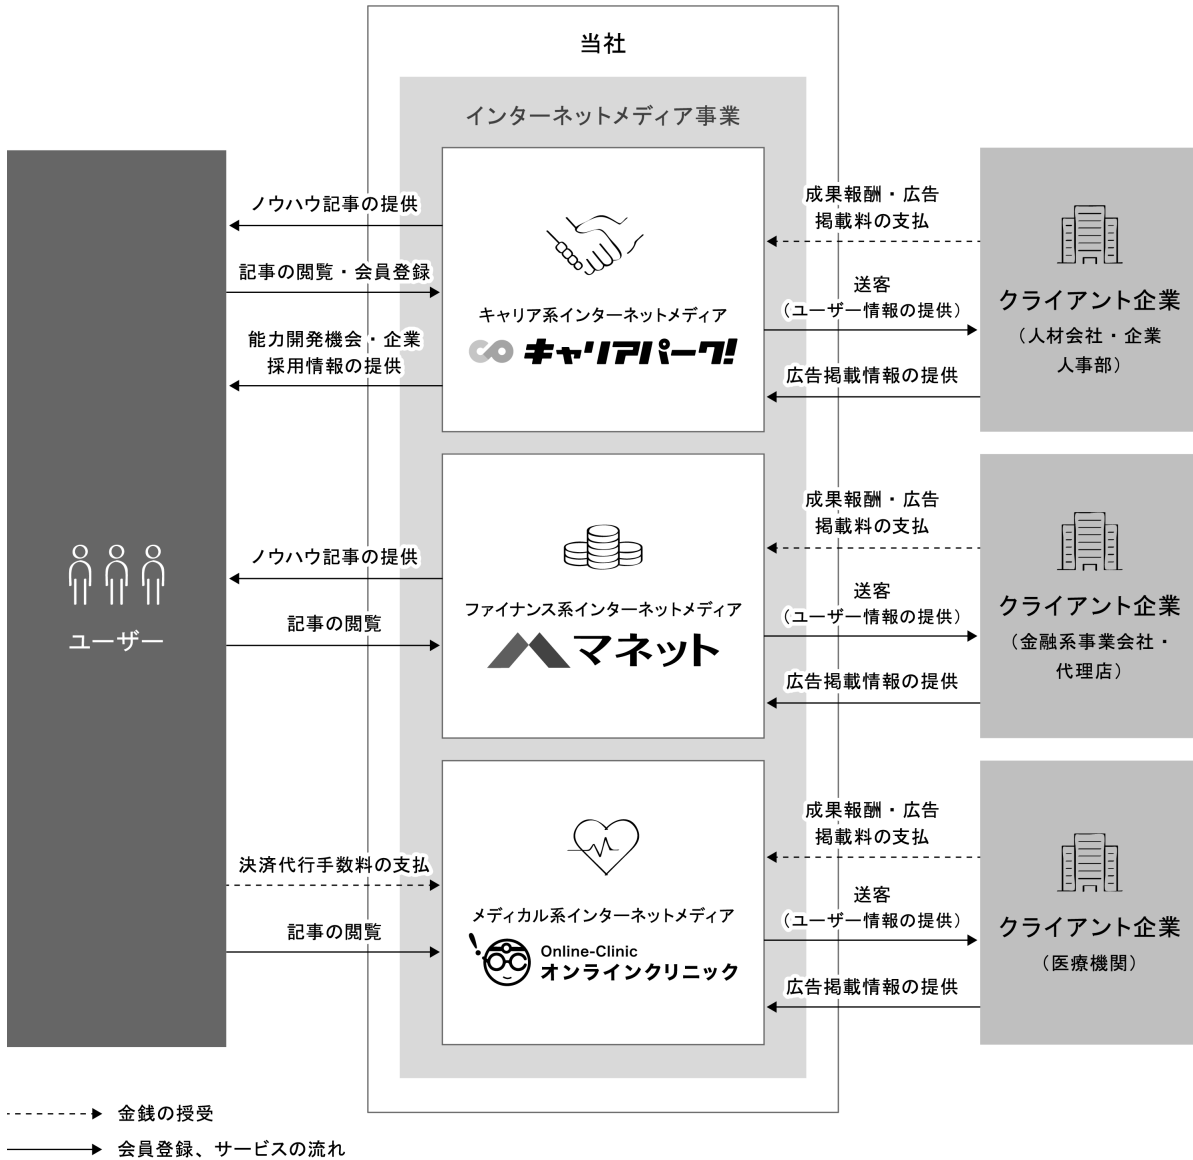 当社
インターネットメディア事業
ユーザー
ノウハウ記事の提供
記事の閲覧・会員登録
能力開発機会・企業
採用情報の提供
キャリア系インターネットメディア
キャリアパーク!
成果報酬・広告
掲載料の支払
送客
（ユーザー情報の提供）
広告掲載情報の提供
クライアント企業
（人材会社・企業
人事部）
ノウハウ記事の提供
記事の閲覧
ファイナンス系インターネットメディア
マネット
成果報酬・広告
掲載料の支払
送客
（ユーザー情報の提供）
広告掲載情報の提供
クライアント企業
（金融系事業会社・
代理店）
決済代行手数料の支払
記事の閲覧
メディカル系インターネットメディア
Online-Clinic
オンラインクリニック
成果報酬・広告
掲載料の支払
送客
（ユーザー情報の提供）
広告掲載情報の提供
クライアント企業
（医療機関）
金銭の授受
会員登録、サービスの流れ